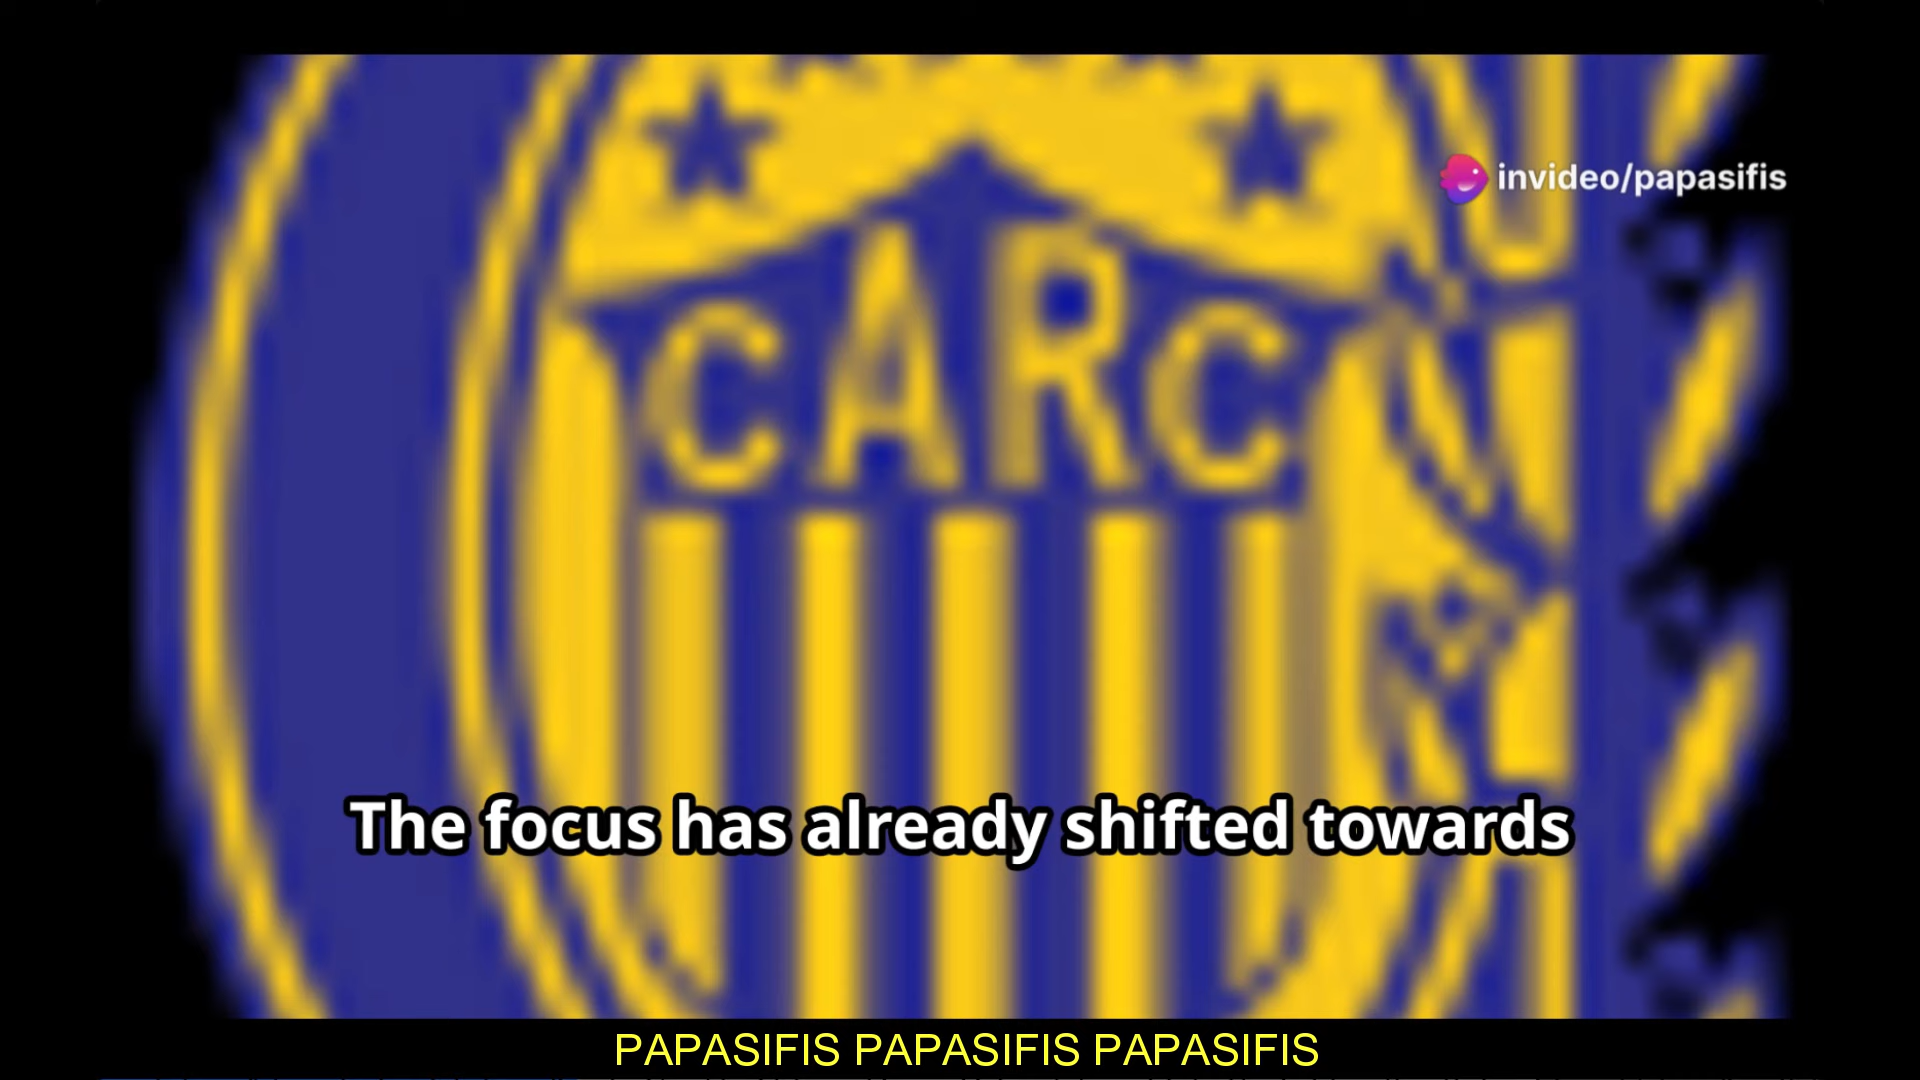 invideo/papasifis
CARC
The focus has already shifted towards
PAPASIFIS PAPASIFIS PAPASIFIS